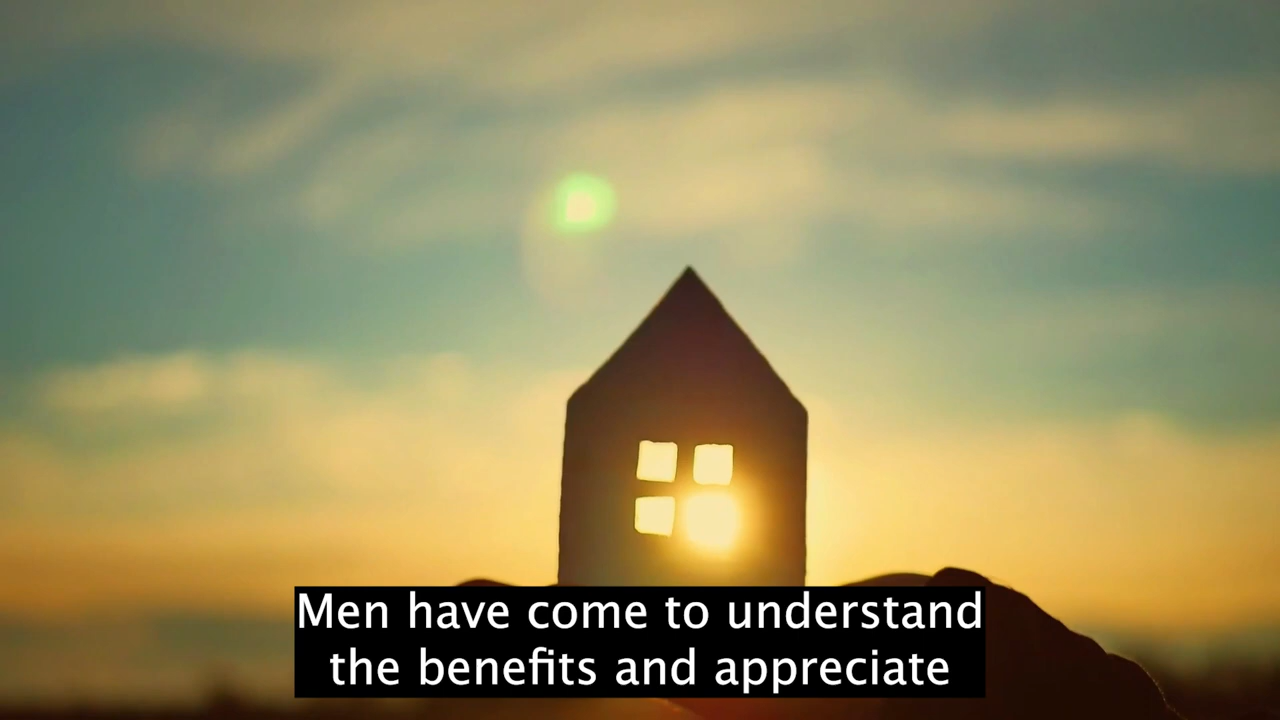 Men have come to understand
the benefits and appreciate